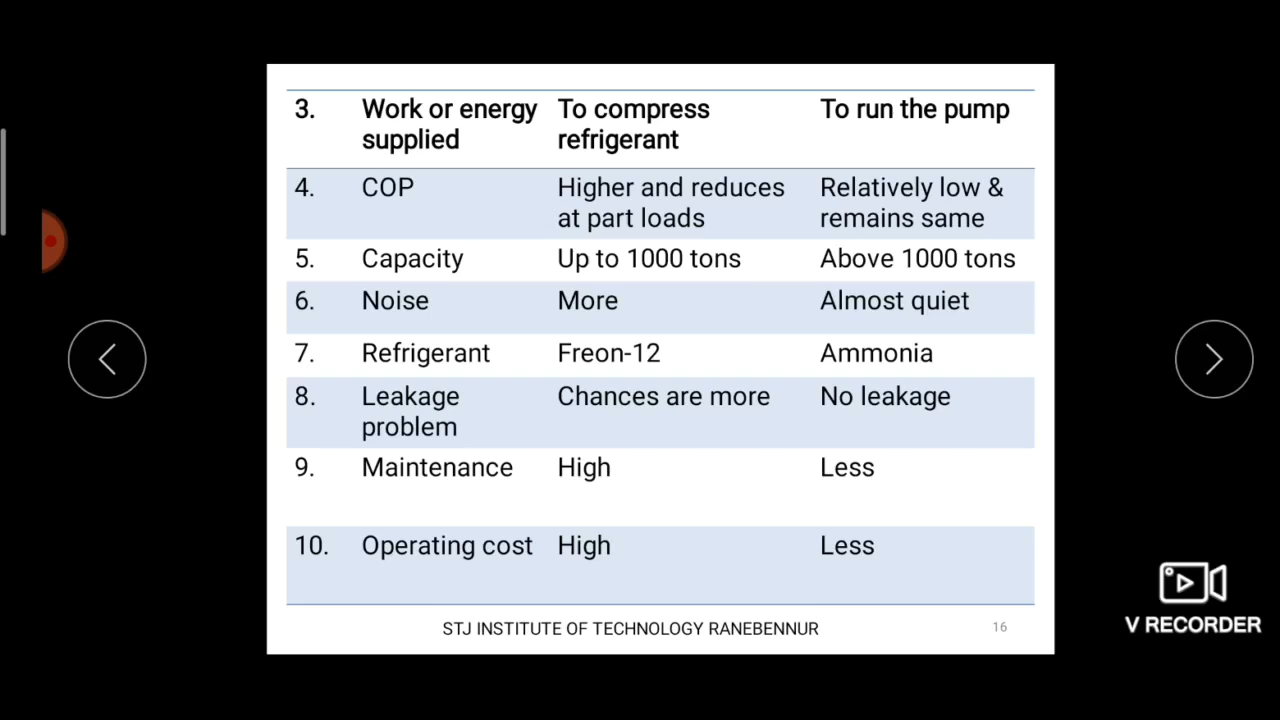 3. Work or energy To compress To run the pump
supplied refrigerant
4. COP Higher and reduces Relatively low &
at part loads remains same
5. Capacity Up to 1000 tons Above 1000 tons
6. Noise More Almost quiet
7. Refrigerant Freon-12 Ammonia
8. Leakage Chances are more No leakage
problem
9. Maintenance High Less
10. Operating cost High Less
STJ INSTITUTE OF TECHNOLOGY RANEBENNUR 16
V RECORDER